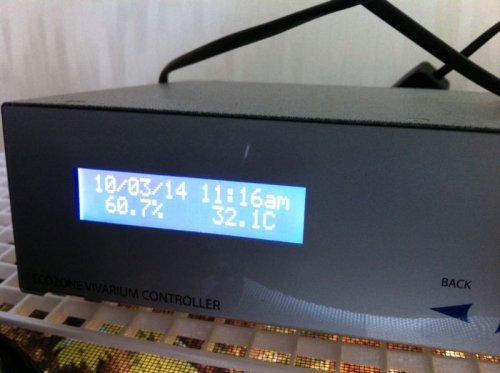 10/03/14 11:16am
60.7% 32.1C
ECOZONE VIVARIUM CONTROLLER
BACK